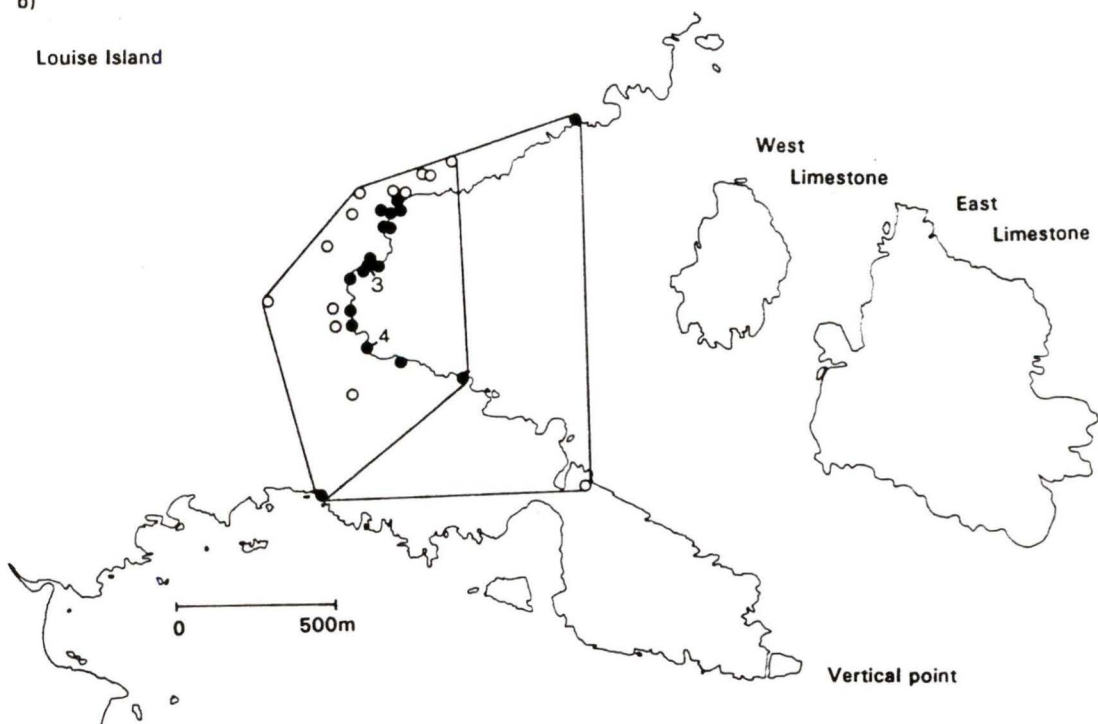 b)
Louise Island
West
Limestone
East
Limestone
3
4
0
500m
Vertical point